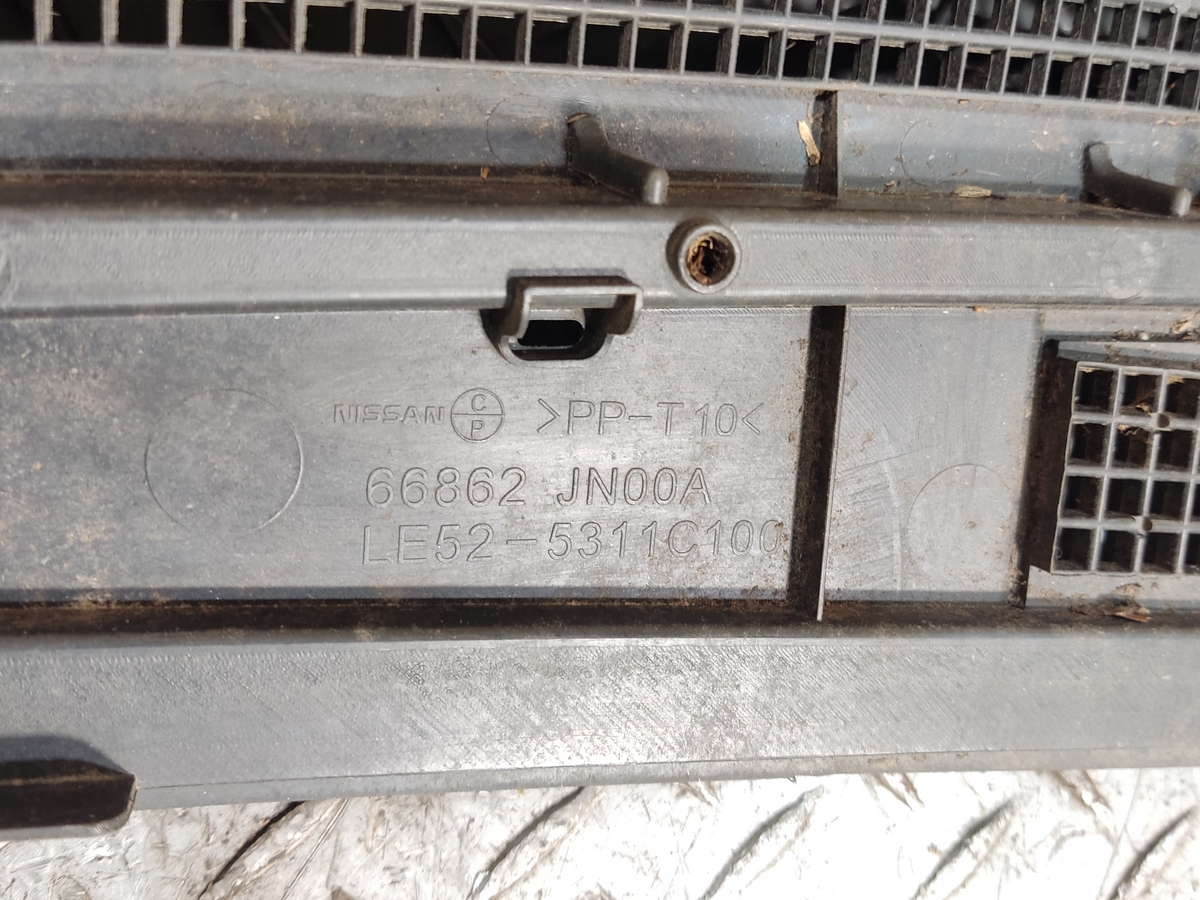 NISSAN C P >PP-T10<
66862 JN00A
LE52-5311C100